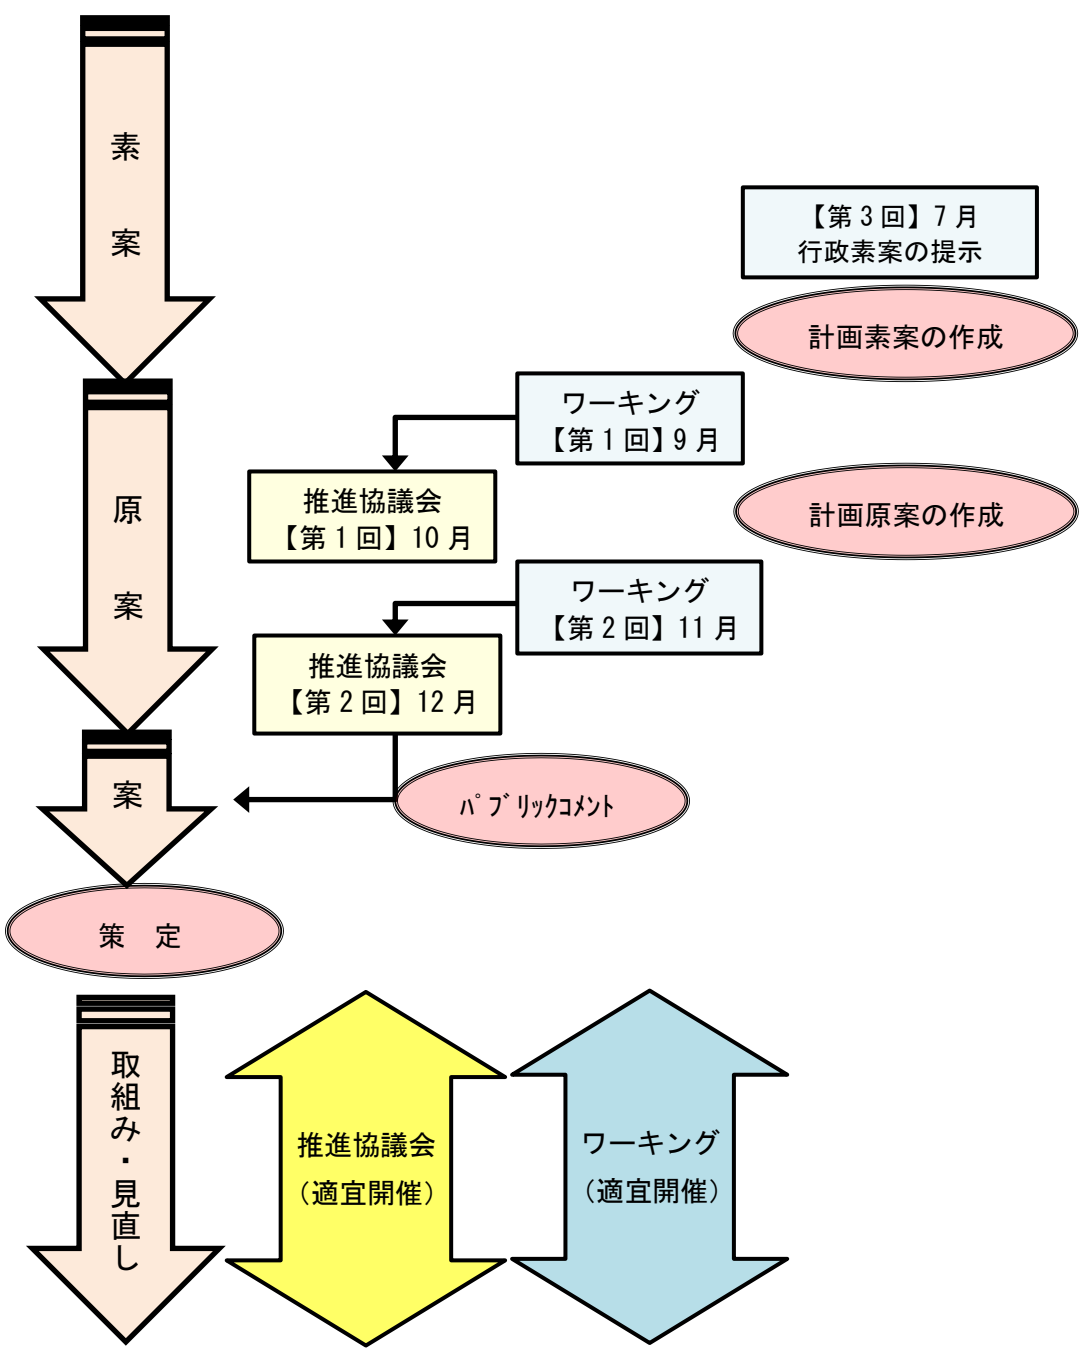 素案
【第3回】7月
行政素案の提示
計画素案の作成
ワーキング
【第1回】9月
原案
推進協議会
【第1回】10月
計画原案の作成
ワーキング
【第2回】11月
推進協議会
【第2回】12月
案
ﾊﾟﾌﾞﾘｯｸｺﾒﾝﾄ
策　定
取組み・見直し
推進協議会
（適宜開催）
ワーキング
（適宜開催）